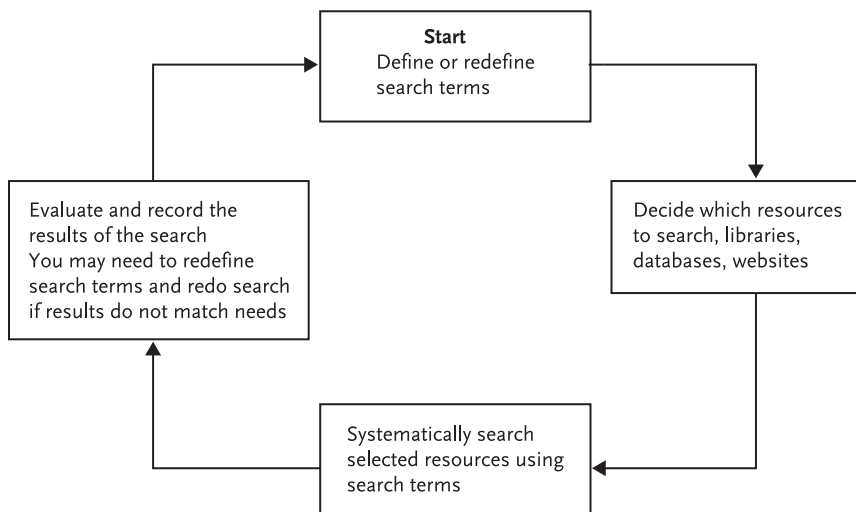 Start
Define or redefine
search terms
Decide which resources
to search, libraries,
databases, websites
Systematically search
selected resources using
search terms
Evaluate and record the
results of the search
You may need to redefine
search terms and redo search
if results do not match needs